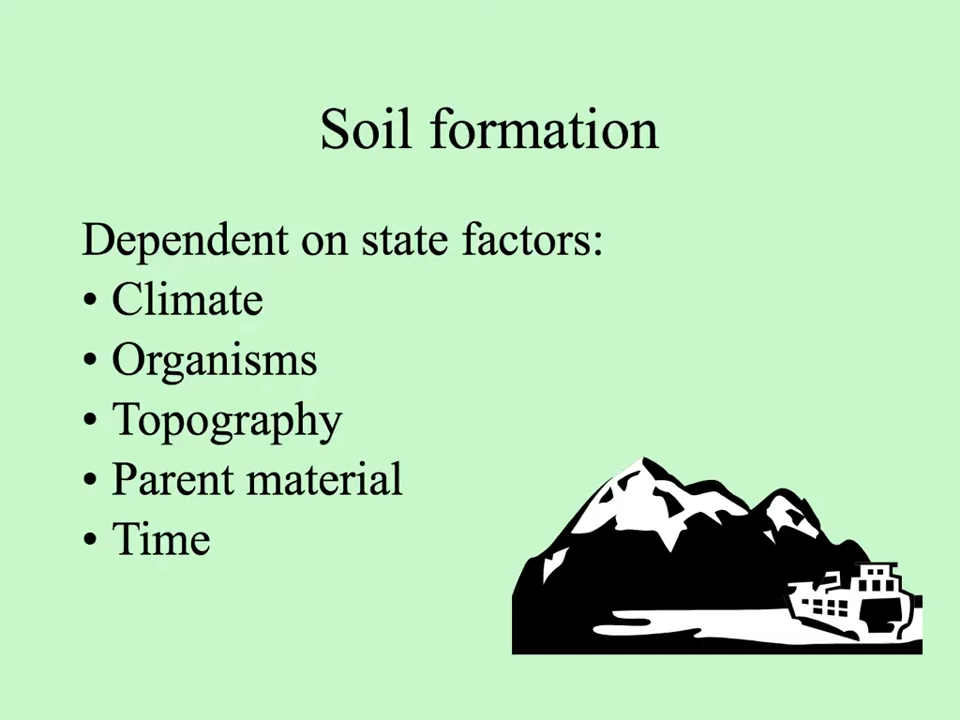 Soil formation
Dependent on state factors:
• Climate
• Organisms
• Topography
• Parent material
• Time